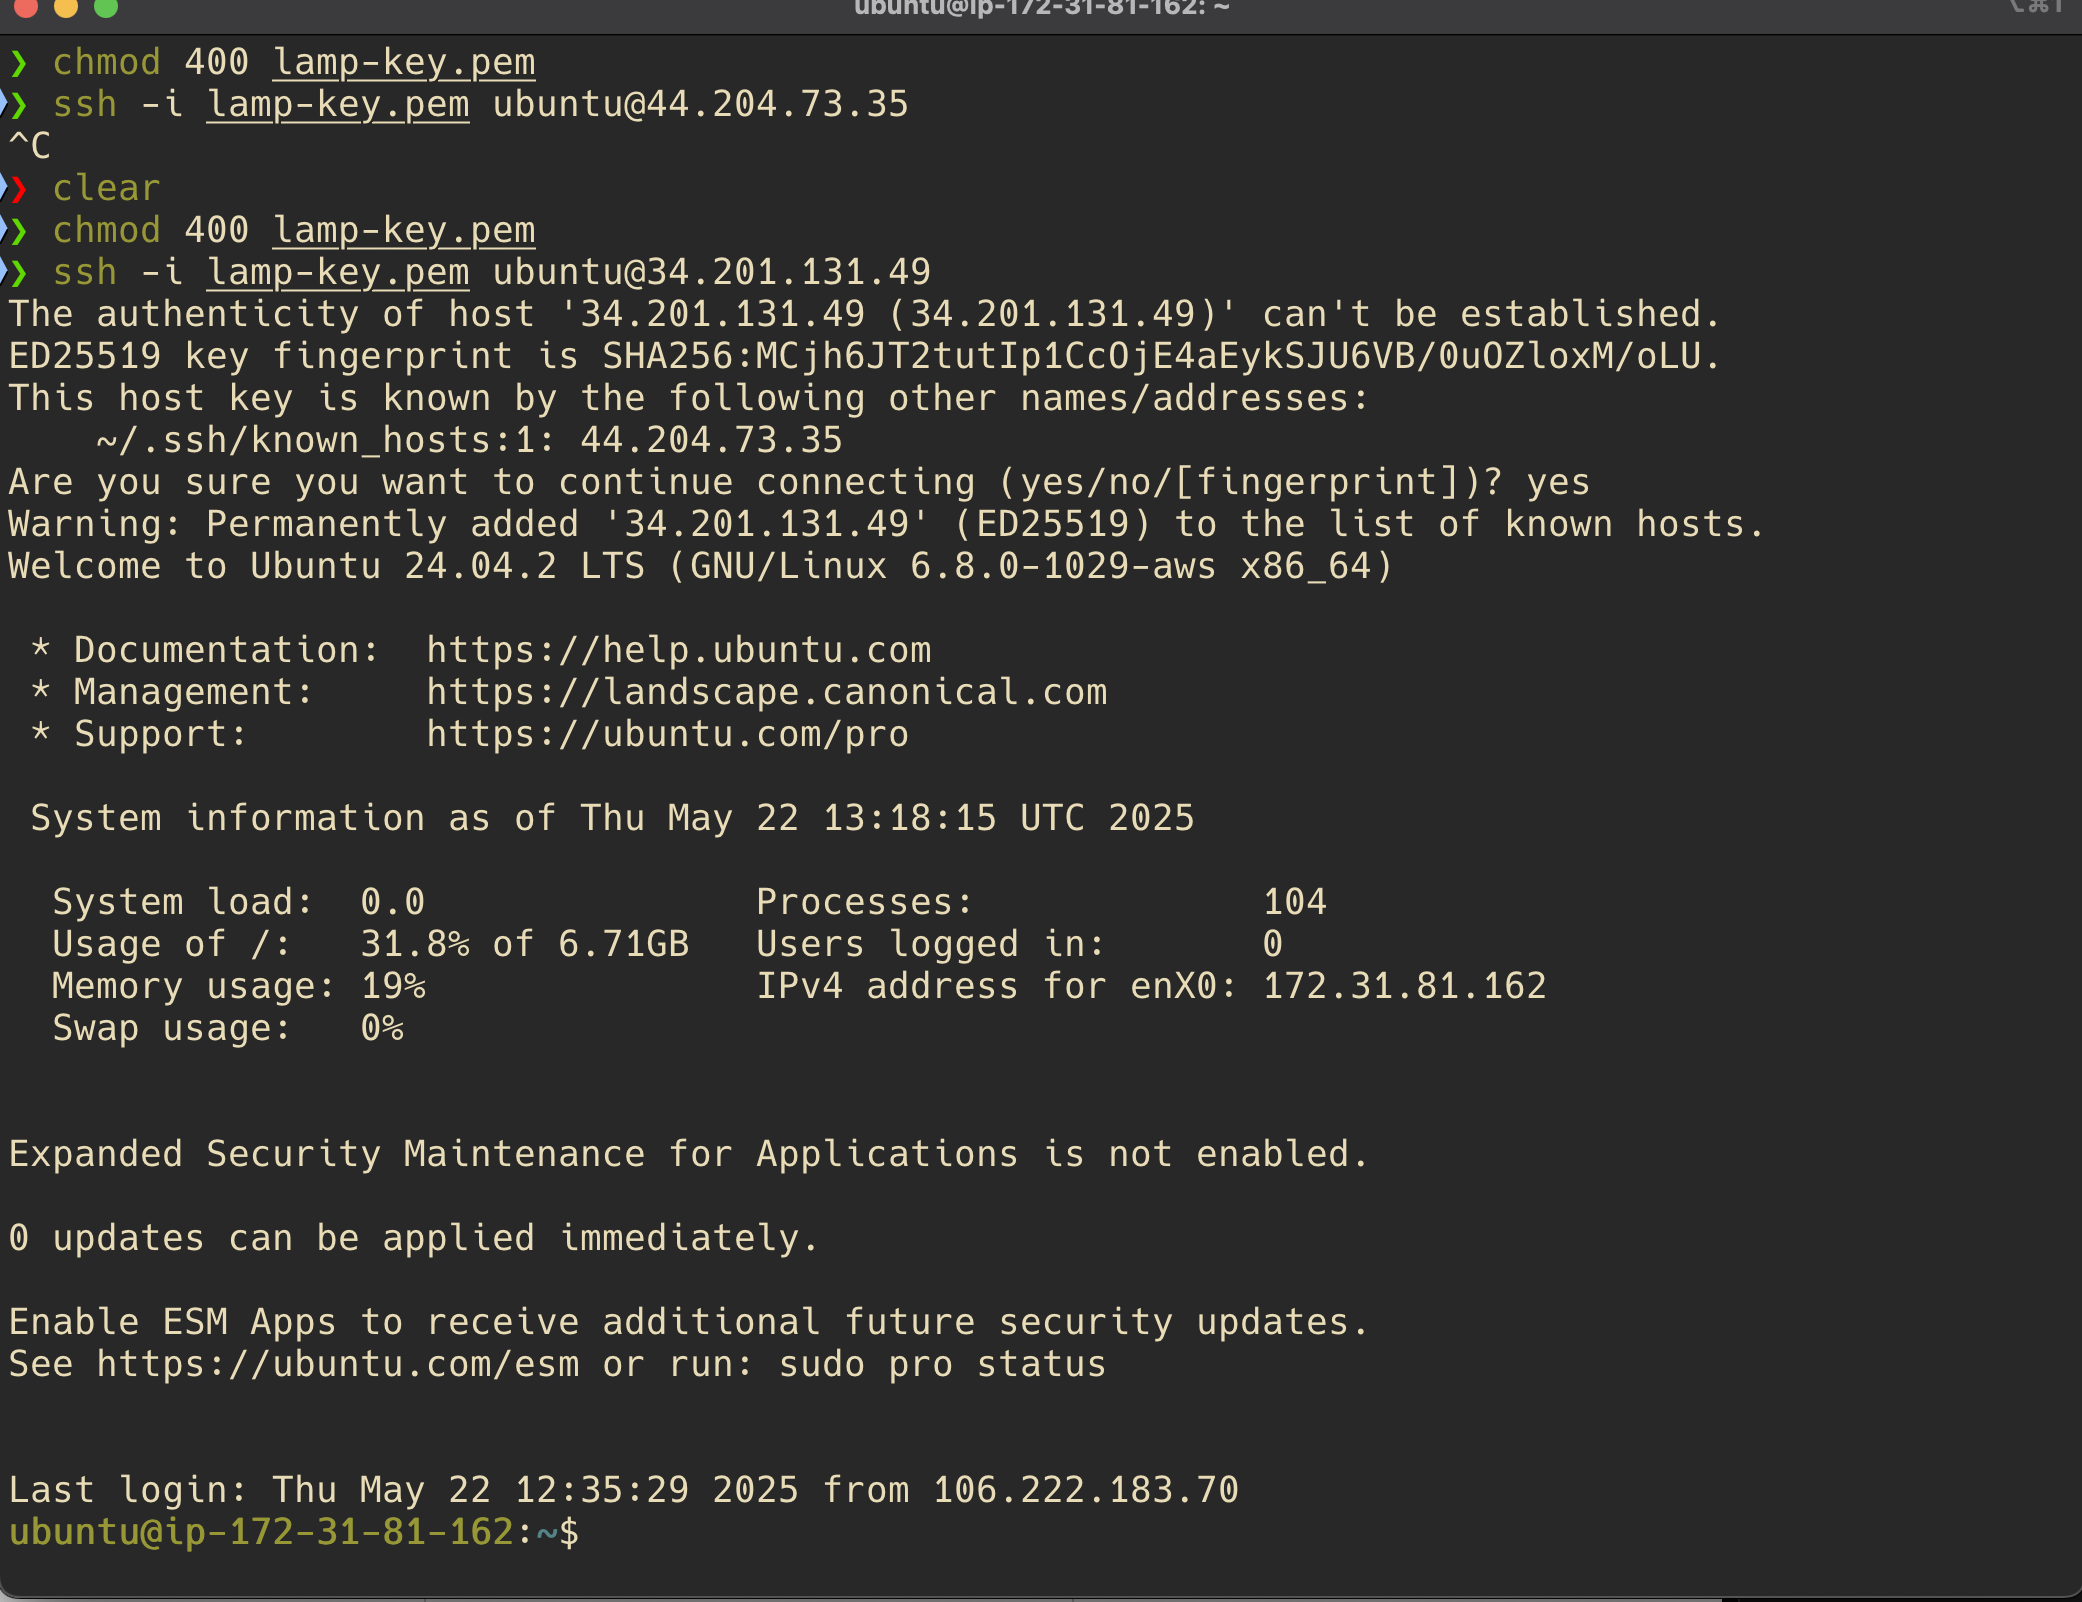 ubuntu@ip-172-31-81-162: ~
❯ chmod 400 lamp-key.pem
❯ ssh -i lamp-key.pem ubuntu@44.204.73.35
^C
❯ clear
❯ chmod 400 lamp-key.pem
❯ ssh -i lamp-key.pem ubuntu@34.201.131.49
The authenticity of host '34.201.131.49 (34.201.131.49)' can't be established.
ED25519 key fingerprint is SHA256:MCjh6JT2tutIp1CcOjE4aEykSJU6VB/0uOZloxM/oLU.
This host key is known by the following other names/addresses:
    ~/.ssh/known_hosts:1: 44.204.73.35
Are you sure you want to continue connecting (yes/no/[fingerprint])? yes
Warning: Permanently added '34.201.131.49' (ED25519) to the list of known hosts.
Welcome to Ubuntu 24.04.2 LTS (GNU/Linux 6.8.0-1029-aws x86_64)
 * Documentation:  https://help.ubuntu.com
 * Management:     https://landscape.canonical.com
 * Support:        https://ubuntu.com/pro
 System information as of Thu May 22 13:18:15 UTC 2025
  System load:  0.0               Processes:             104
  Usage of /:   31.8% of 6.71GB   Users logged in:       0
  Memory usage: 19%               IPv4 address for enX0: 172.31.81.162
  Swap usage:   0%
Expanded Security Maintenance for Applications is not enabled.
0 updates can be applied immediately.
Enable ESM Apps to receive additional future security updates.
See https://ubuntu.com/esm or run: sudo pro status
Last login: Thu May 22 12:35:29 2025 from 106.222.183.70
ubuntu@ip-172-31-81-162:~$